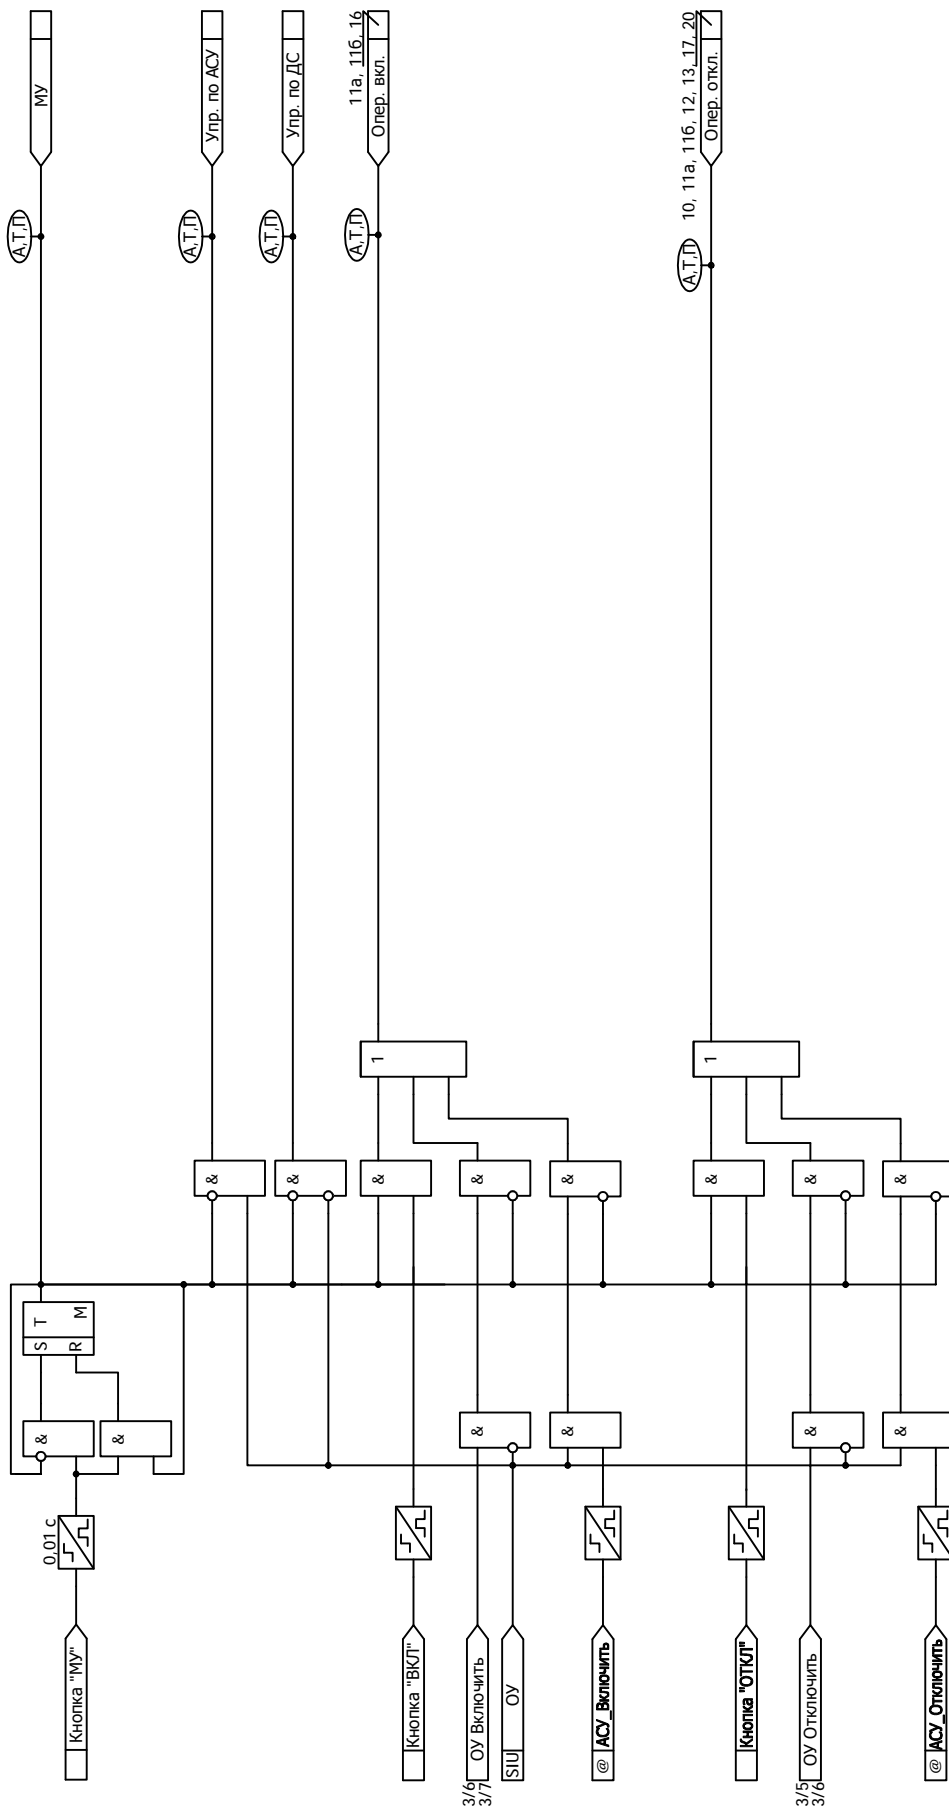 Кнопка "МУ"
0,01 с
&
&
S T
R M
А,Т,П
МУ
&
А,Т,П
Упр. по АСУ
&
А,Т,П
Упр. по ДС
Кнопка "ВКЛ"
&
1
А,Т,П
11а, 11б, 16
Опер. вкл.
3/6
3/7
ОУ Включить
&
&
SIU ОУ
@ АСУ_Включить
&
&
Кнопка "ОТКЛ"
&
1
А,Т,П
10, 11а, 11б, 12, 13, 17, 20
Опер. откл.
3/5
3/6
ОУ Отключить
&
&
@ АСУ_Отключить
&
&